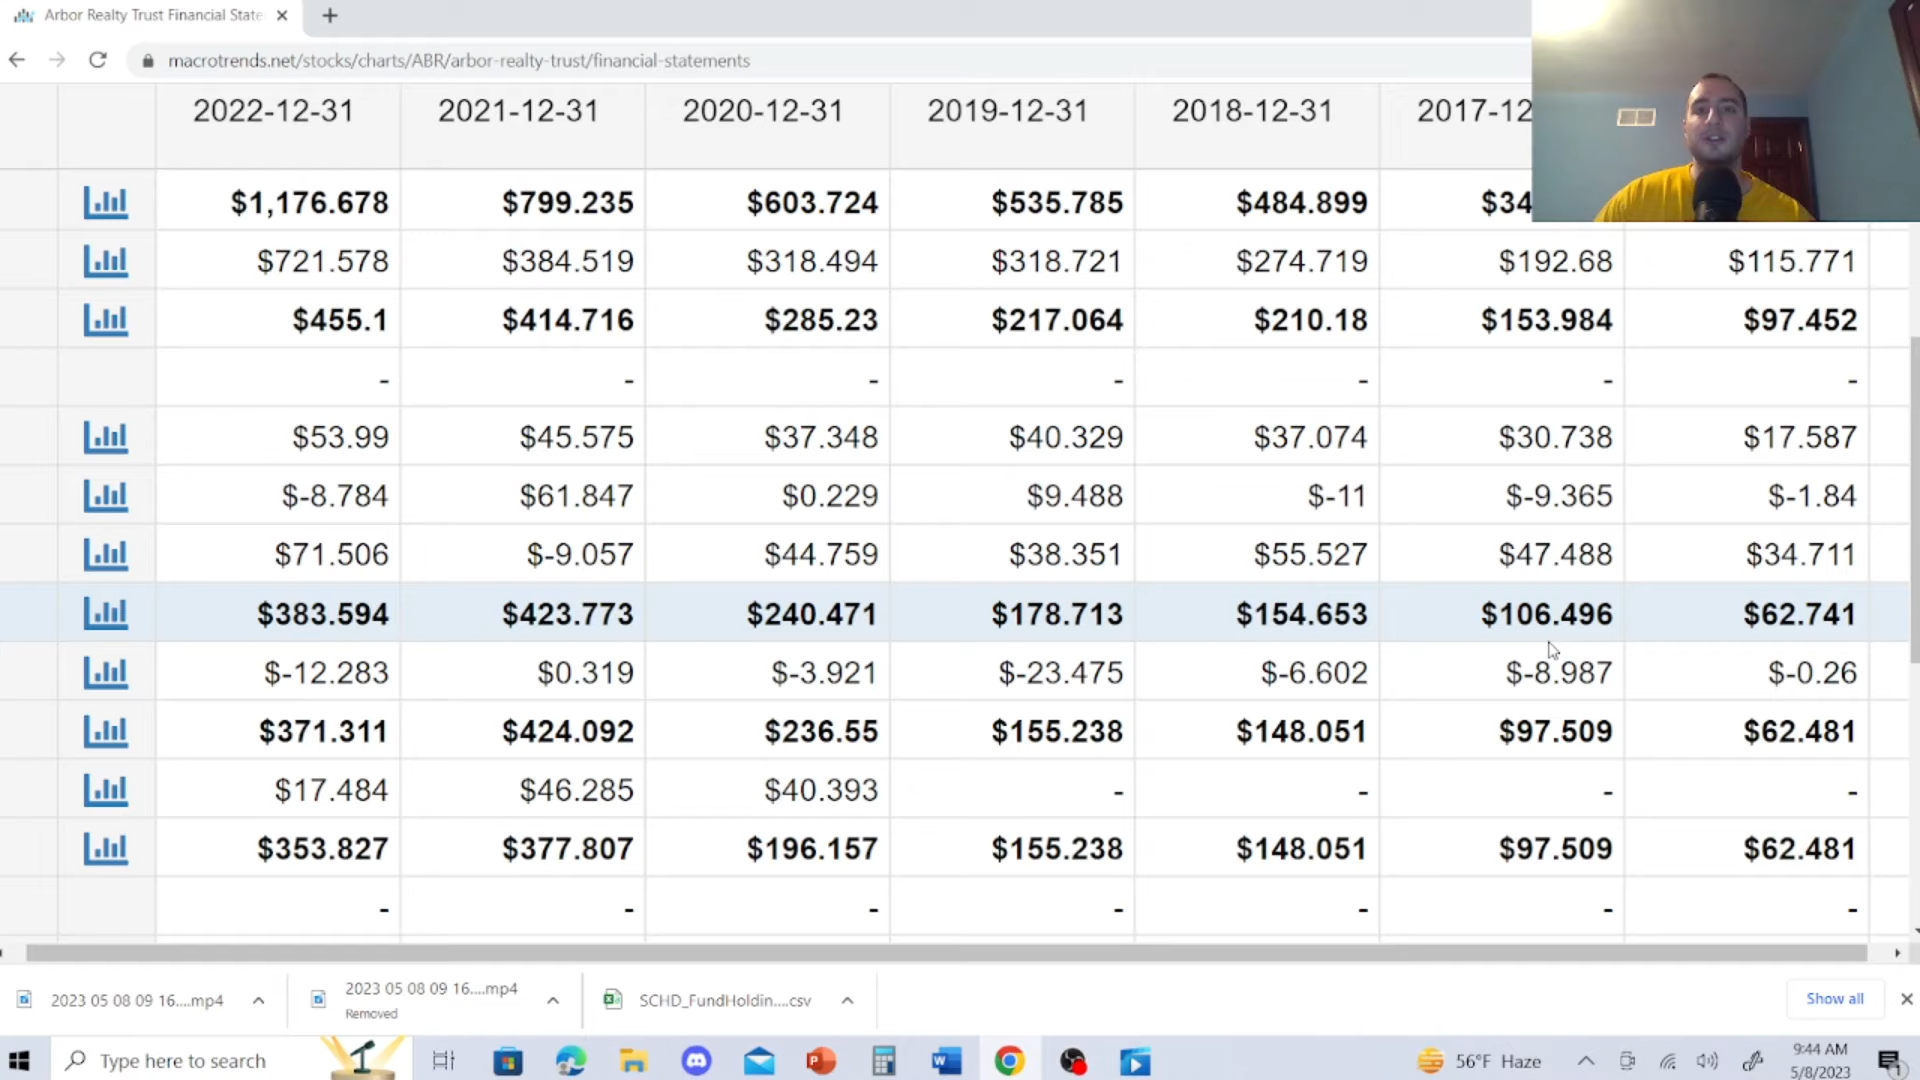 Arbor Realty Trust Financial State
macrotrends.net/stocks/charts/ABR/arbor-realty-trust/financial-statements
2022-12-31 2021-12-31 2020-12-31 2019-12-31 2018-12-31 2017-12
$1,176.678 $799.235 $603.724 $535.785 $484.899 $34
$721.578 $384.519 $318.494 $318.721 $274.719 $192.68 $115.771
$455.1 $414.716 $285.23 $217.064 $210.18 $153.984 $97.452
- - - - - - -
$53.99 $45.575 $37.348 $40.329 $37.074 $30.738 $17.587
$-8.784 $61.847 $0.229 $9.488 $-11 $-9.365 $-1.84
$71.506 $-9.057 $44.759 $38.351 $55.527 $47.488 $34.711
$383.594 $423.773 $240.471 $178.713 $154.653 $106.496 $62.741
$-12.283 $0.319 $-3.921 $-23.475 $-6.602 $-8.987 $-0.26
$371.311 $424.092 $236.55 $155.238 $148.051 $97.509 $62.481
$17.484 $46.285 $40.393 - - - -
$353.827 $377.807 $196.157 $155.238 $148.051 $97.509 $62.481
- - - - - - -
2023 05 08 09 16....mp4
2023 05 08 09 16....mp4
Removed
SCHD_FundHoldin....csv
Show all
Type here to search
56°F Haze
9:44 AM
5/8/2023